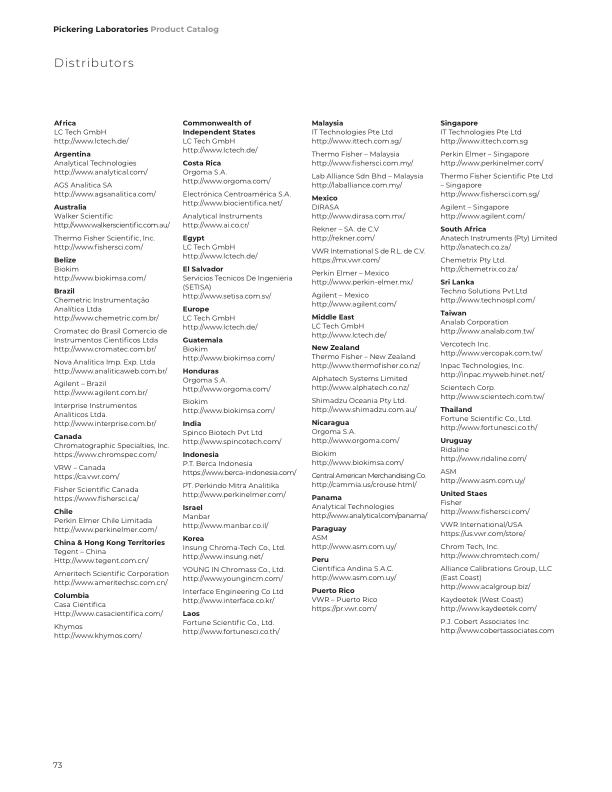 Pickering Laboratories Product Catalog
Distributors
Africa
LC Tech GmbH
http://www.lctech.de/
Argentina
Analytical Technologies
http://www.analytical.com/
AGS Analitica SA
http://www.agsanalitica.com/
Australia
Walker Scientific
http://www.walkerscientific.com.au/
Thermo Fisher Scientific, Inc.
http://www.fishersci.com/
Belize
Biokim
http://www.biokimsa.com/
Brazil
Chemetric Instrumentação
Analítica Ltda
http://www.chemetric.com.br/
Cromatec do Brasil Comercio de
Instrumentos Cientificos Ltda
http://www.cromatec.com.br/
Nova Analitica Imp. Exp. Ltda
http://www.analiticaweb.com.br/
Agilent – Brazil
http://www.agilent.com.br/
Interprise Instrumentos
Analíticos Ltda.
http://www.interprise.com.br/
Canada
Chromatographic Specialties, Inc.
https://www.chromspec.com/
VRW – Canada
https://ca.vwr.com/
Fisher Scientific Canada
https://www.fishersci.ca/
Chile
Perkin Elmer Chile Limitada
http://www.perkinelmer.com/
China & Hong Kong Territories
Tegent – China
Http://www.tegent.com.cn/
Ameritech Scientific Corporation
http://www.ameritechsc.com.cn/
Columbia
Casa Cientifica
Http://www.casacientifica.com/
Khymos
http://www.khymos.com/
Commonwealth of
Independent States
LC Tech GmbH
http://www.lctech.de/
Costa Rica
Orgoma S.A.
http://www.orgoma.com/
Electrónica Centroamérica S.A.
http://www.biocientifica.net/
Analytical Instruments
http://www.ai.co.cr/
Egypt
LC Tech GmbH
http://www.lctech.de/
El Salvador
Servicios Tecnicos De Ingenieria
(SETISA)
http://www.setisa.com.sv/
Europe
LC Tech GmbH
http://www.lctech.de/
Guatemala
Biokim
http://www.biokimsa.com/
Honduras
Orgoma S.A.
http://www.orgoma.com/
Biokim
http://www.biokimsa.com/
India
Spinco Biotech Pvt Ltd
http://www.spincotech.com/
Indonesia
P.T. Berca Indonesia
https://www.berca-indonesia.com/
PT. Perkindo Mitra Analitika
http://www.perkinelmer.com/
Israel
Manbar
http://www.manbar.co.il/
Korea
Insung Chroma-Tech Co., Ltd.
http://www.insung.net/
YOUNG IN Chromass Co., Ltd.
http://www.youngincm.com/
Interface Engineering Co Ltd
http://www.interface.co.kr/
Laos
Fortune Scientific Co., Ltd.
http://www.fortunesci.co.th/
Malaysia
IT Technologies Pte Ltd
http://www.ittech.com.sg/
Thermo Fisher – Malaysia
http://www.fishersci.com.my/
Lab Alliance Sdn Bhd – Malaysia
http://laballiance.com.my/
Mexico
DIRASA
http://www.dirasa.com.mx/
Rekner – SA. de C.V
http://rekner.com/
VWR International S de R.L. de C.V.
https://mx.vwr.com/
Perkin Elmer – Mexico
http://www.perkin-elmer.mx/
Agilent – Mexico
http://www.agilent.com/
Middle East
LC Tech GmbH
http://www.lctech.de/
New Zealand
Thermo Fisher – New Zealand
http://www.thermofisher.co.nz/
Alphatech Systems Limited
http://www.alphatech.co.nz/
Shimadzu Oceania Pty Ltd.
http://www.shimadzu.com.au/
Nicaragua
Orgoma S.A.
http://www.orgoma.com/
Biokim
http://www.biokimsa.com/
Central American Merchandising Co.
http://cammia.us/crouse.html/
Panama
Analytical Technologies
http://www.analytical.com/panama/
Paraguay
ASM
http://www.asm.com.uy/
Peru
Cientifica Andina S.A.C.
http://www.asm.com.uy/
Puerto Rico
VWR – Puerto Rico
https://pr.vwr.com/
Singapore
IT Technologies Pte Ltd
http://www.ittech.com.sg
Perkin Elmer – Singapore
http://www.perkinelmer.com/
Thermo Fisher Scientific Pte Ltd
– Singapore
http://www.fishersci.com.sg/
Agilent – Singapore
http://www.agilent.com/
South Africa
Anatech Instruments (Pty) Limited
http://anatech.co.za/
Chemetrix Pty Ltd.
http://chemetrix.co.za/
Sri Lanka
Techno Solutions Pvt.Ltd
http://www.technospl.com/
Taiwan
Analab Corporation
http://www.analab.com.tw/
Vercotech Inc.
http://www.vercopak.com.tw/
Inpac Technologies, Inc.
http://inpac.myweb.hinet.net/
Scientech Corp.
http://www.scientech.com.tw/
Thailand
Fortune Scientific Co., Ltd.
http://www.fortunesci.co.th/
Uruguay
Ridaline
http://www.ridaline.com/
ASM
http://www.asm.com.uy/
United Staes
Fisher
http://www.fishersci.com/
VWR International/USA
https://us.vwr.com/store/
Chrom Tech, Inc.
http://www.chromtech.com/
Alliance Calibrations Group, LLC
(East Coast)
http://www.acalgroup.biz/
Kaydeetek (West Coast)
http://www.kaydeetek.com/
P.J. Cobert Associates Inc
http://www.cobertassociates.com
73